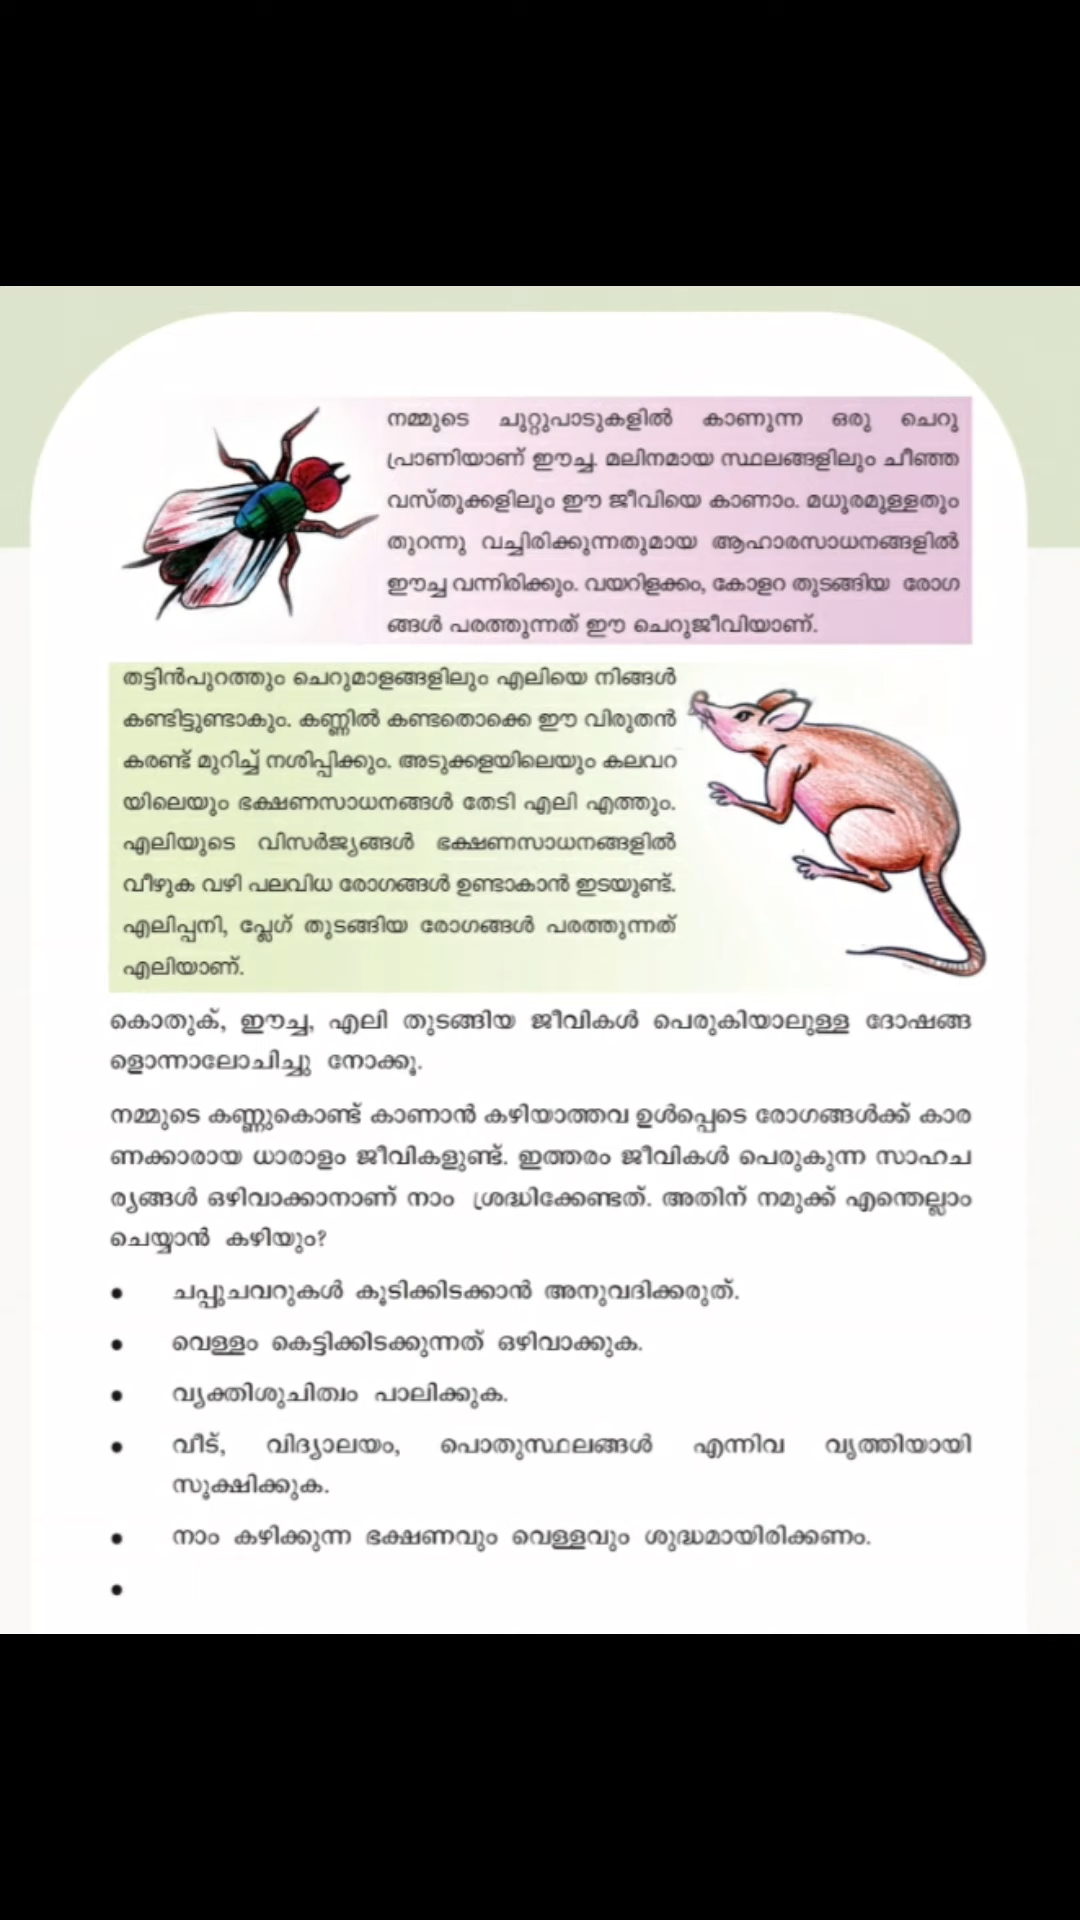 നമ്മുടെ ചുറ്റുപാടുകളിൽ കാണുന്ന ഒരു ചെറു
പ്രാണിയാണ് ഈച്ച. മലിനമായ സ്ഥലങ്ങളിലും ചീഞ്ഞ
വസ്തുക്കളിലും ഈ ജീവിയെ കാണാം. മധുരമുള്ളതും
തുറന്നു വച്ചിരിക്കുന്നതുമായ ആഹാരസാധനങ്ങളിൽ
ഈച്ച വന്നിരിക്കും. വയറിളക്കം, കോളറ തുടങ്ങിയ രോഗ
ങ്ങൾ പരത്തുന്നത് ഈ ചെറുജീവിയാണ്.
തട്ടിൻപുറത്തും ചെറുമാളങ്ങളിലും എലിയെ നിങ്ങൾ
കണ്ടിട്ടുണ്ടാകും. കണ്ണിൽ കണ്ടതൊക്കെ ഈ വിരുതൻ
കരണ്ട് മുറിച്ച് നശിപ്പിക്കും. അടുക്കളയിലെയും കലവറ
യിലെയും ഭക്ഷണസാധനങ്ങൾ തേടി എലി എത്തും.
എലിയുടെ വിസർജ്യങ്ങൾ ഭക്ഷണസാധനങ്ങളിൽ
വീഴുക വഴി പലവിധ രോഗങ്ങൾ ഉണ്ടാകാൻ ഇടയുണ്ട്.
എലിപ്പനി, പ്ലേഗ് തുടങ്ങിയ രോഗങ്ങൾ പരത്തുന്നത്
എലിയാണ്.
കൊതുക്, ഈച്ച, എലി തുടങ്ങിയ ജീവികൾ പെരുകിയാലുള്ള ദോഷങ്ങ
ളൊന്നാലോചിച്ചു നോക്കൂ.
നമ്മുടെ കണ്ണുകൊണ്ട് കാണാൻ കഴിയാത്തവ ഉൾപ്പെടെ രോഗങ്ങൾക്ക് കാര
ണക്കാരായ ധാരാളം ജീവികളുണ്ട്. ഇത്തരം ജീവികൾ പെരുകുന്ന സാഹച
ര്യങ്ങൾ ഒഴിവാക്കാനാണ് നാം ശ്രദ്ധിക്കേണ്ടത്. അതിന് നമുക്ക് എന്തെല്ലാം
ചെയ്യാൻ കഴിയും?
• ചപ്പുചവറുകൾ കൂടിക്കിടക്കാൻ അനുവദിക്കരുത്.
• വെള്ളം കെട്ടിക്കിടക്കുന്നത് ഒഴിവാക്കുക.
• വ്യക്തിശുചിത്വം പാലിക്കുക.
• വീട്, വിദ്യാലയം, പൊതുസ്ഥലങ്ങൾ എന്നിവ വൃത്തിയായി
സൂക്ഷിക്കുക.
• നാം കഴിക്കുന്ന ഭക്ഷണവും വെള്ളവും ശുദ്ധമായിരിക്കണം.
•